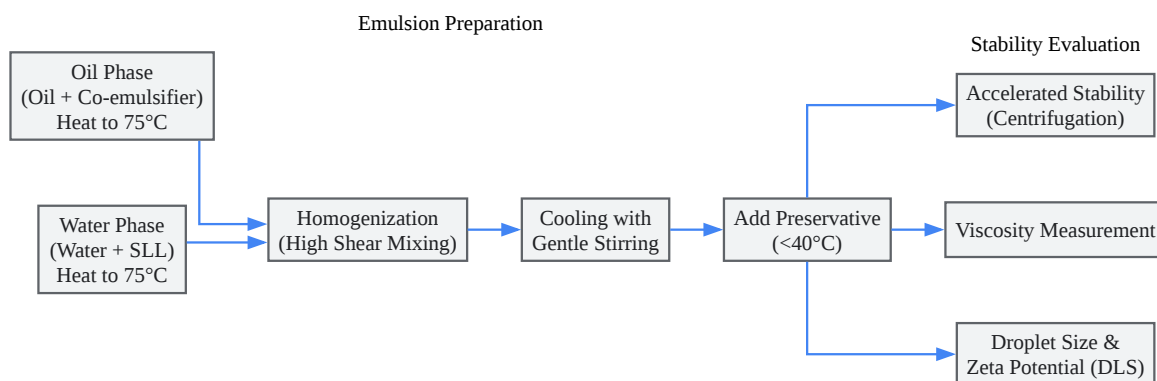 Emulsion Preparation
Stability Evaluation
Oil Phase
(Oil + Co-emulsifier)
Heat to 75°C
Water Phase
(Water + SLL)
Heat to 75°C
Homogenization
(High Shear Mixing)
Cooling with
Gentle Stirring
Add Preservative
(<40°C)
Accelerated Stability
(Centrifugation)
Viscosity Measurement
Droplet Size &
Zeta Potential (DLS)